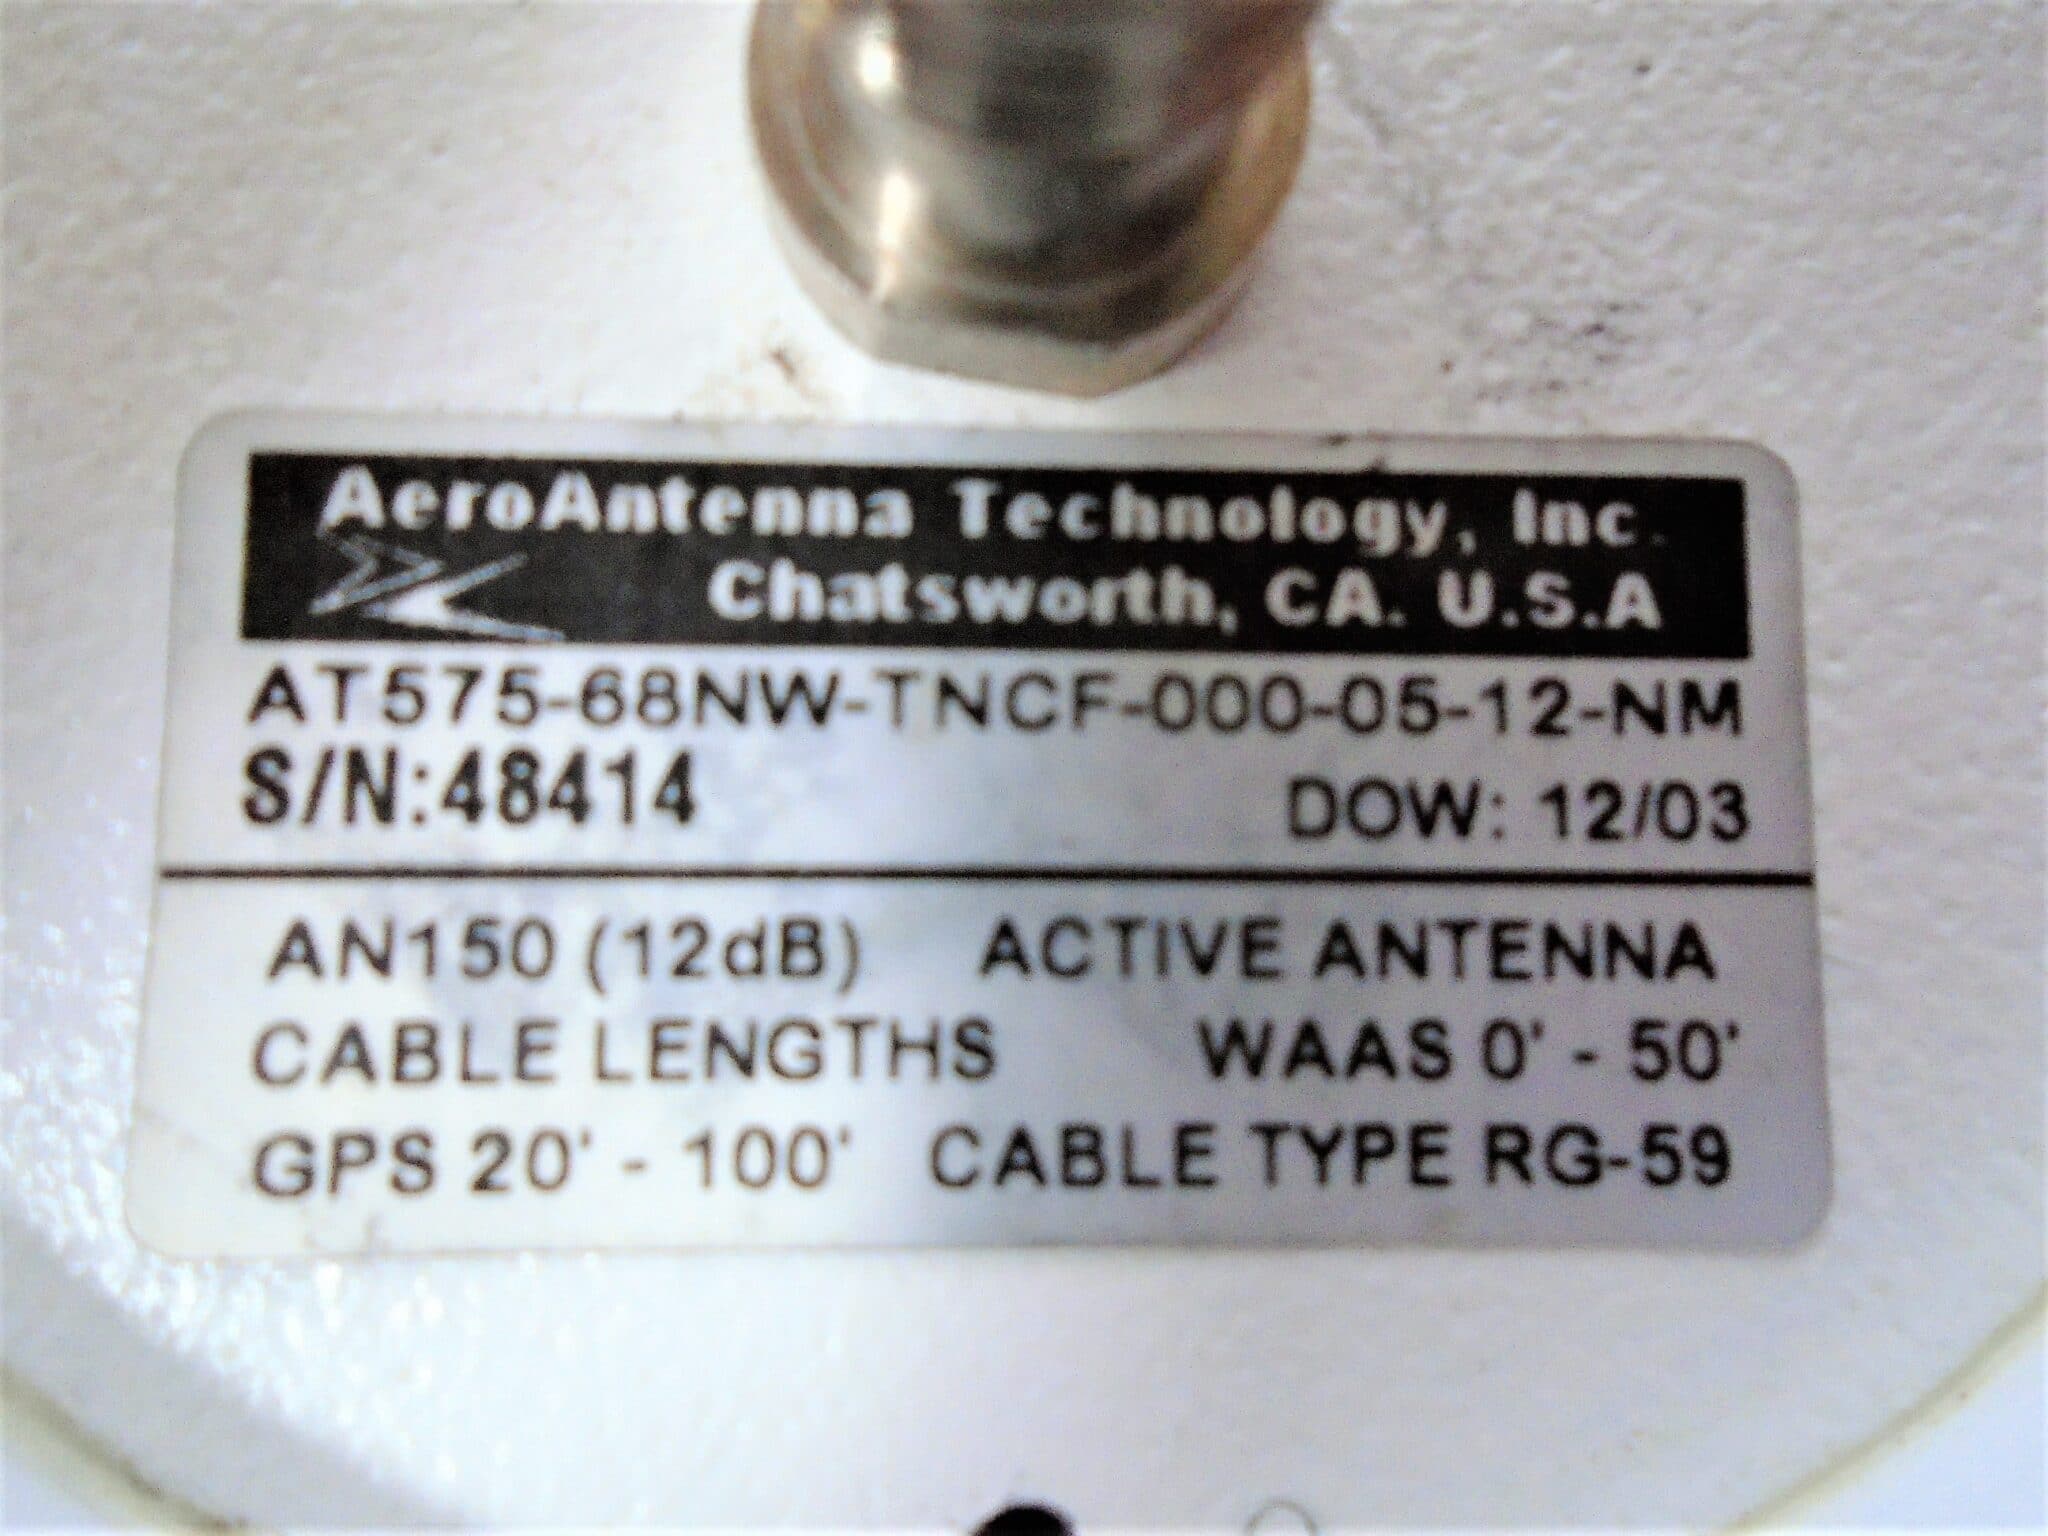 AeroAntenna Technology, Inc.
Chatsworth, CA. U.S.A
AT575-68NW-TNCF-000-05-12-NM
S/N:48414 DOW: 12/03
AN150 (12dB) ACTIVE ANTENNA
CABLE LENGTHS WAAS 0' - 50'
GPS 20' - 100' CABLE TYPE RG-59